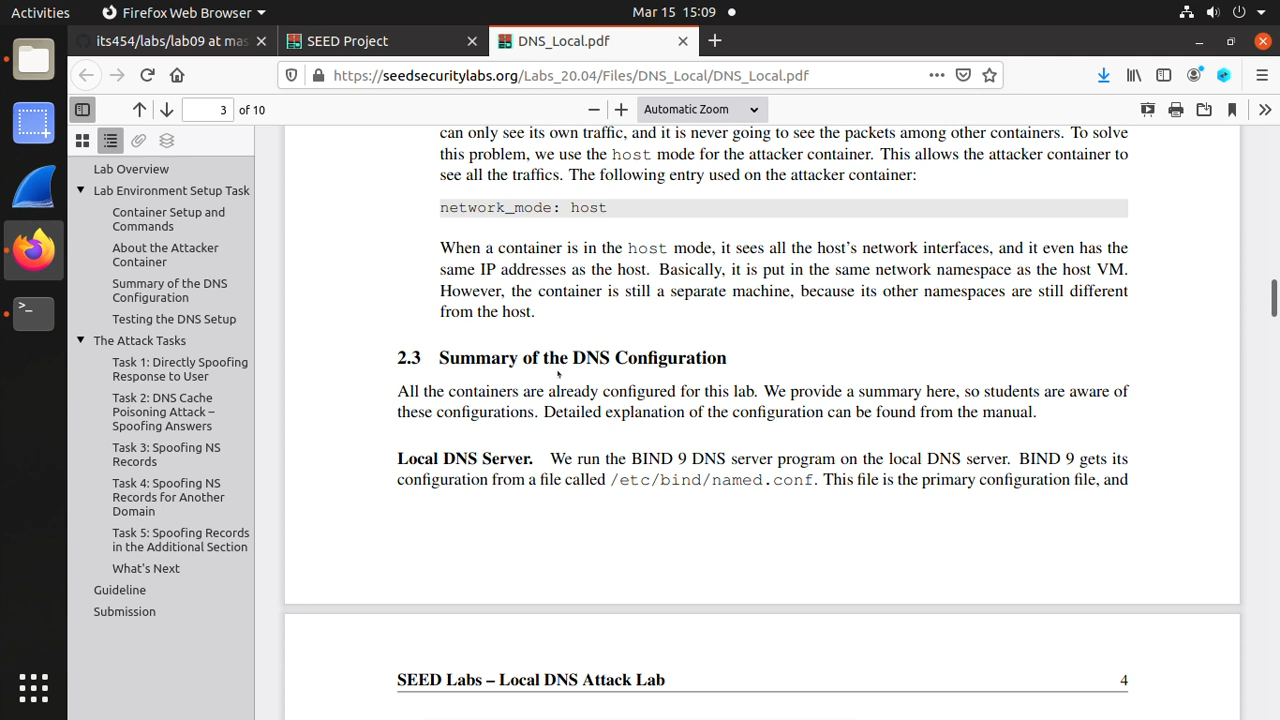 Activities
Firefox Web Browser
Mar 15 15:09
its454/labs/lab09 at mas
SEED Project
DNS_Local.pdf
https://seedsecuritylabs.org/Labs_20.04/Files/DNS_Local/DNS_Local.pdf
3 of 10
Automatic Zoom
Lab Overview
Lab Environment Setup Task
Container Setup and
Commands
About the Attacker
Container
Summary of the DNS
Configuration
Testing the DNS Setup
The Attack Tasks
Task 1: Directly Spoofing
Response to User
Task 2: DNS Cache
Poisoning Attack –
Spoofing Answers
Task 3: Spoofing NS
Records
Task 4: Spoofing NS
Records for Another
Domain
Task 5: Spoofing Records
in the Additional Section
What's Next
Guideline
Submission
can only see its own traffic, and it is never going to see the packets among other containers. To solve
this problem, we use the host mode for the attacker container. This allows the attacker container to
see all the traffics. The following entry used on the attacker container:
network_mode: host
When a container is in the host mode, it sees all the host's network interfaces, and it even has the
same IP addresses as the host. Basically, it is put in the same network namespace as the host VM.
However, the container is still a separate machine, because its other namespaces are still different
from the host.
2.3 Summary of the DNS Configuration
All the containers are already configured for this lab. We provide a summary here, so students are aware of
these configurations. Detailed explanation of the configuration can be found from the manual.
Local DNS Server. We run the BIND 9 DNS server program on the local DNS server. BIND 9 gets its
configuration from a file called /etc/bind/named.conf. This file is the primary configuration file, and
SEED Labs – Local DNS Attack Lab
4